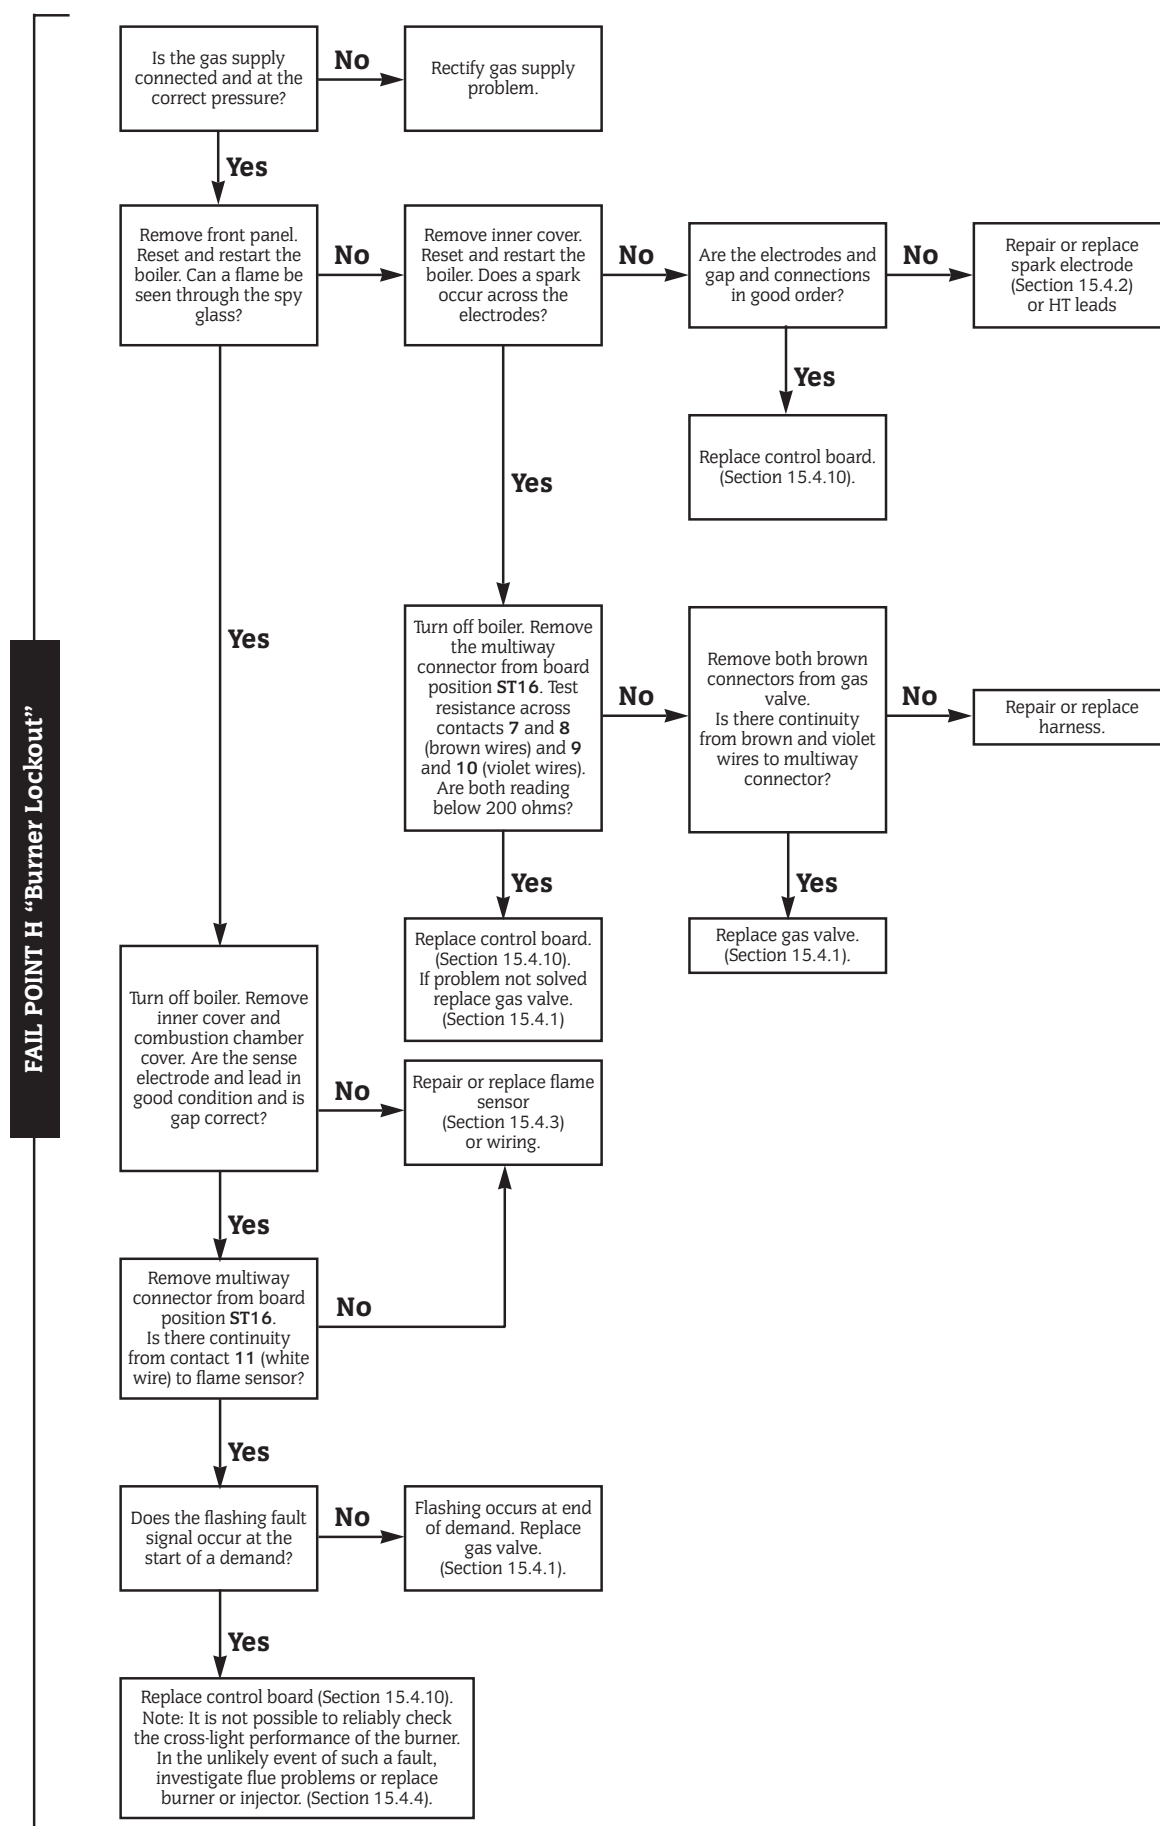 FAIL POINT H “Burner Lockout”
Is the gas supply
connected and at the
correct pressure?
No
Rectify gas supply
problem.
Yes
Remove front panel.
Reset and restart the
boiler. Can a flame be
seen through the spy
glass?
No
Remove inner cover.
Reset and restart the
boiler. Does a spark
occur across the
electrodes?
No
Are the electrodes and
gap and connections
in good order?
No
Repair or replace
spark electrode
(Section 15.4.2)
or HT leads
Yes
Replace control board.
(Section 15.4.10).
Yes
Yes
Turn off boiler. Remove
the multiway
connector from board
position ST16. Test
resistance across
contacts 7 and 8
(brown wires) and 9
and 10 (violet wires).
Are both reading
below 200 ohms?
No
Remove both brown
connectors from gas
valve.
Is there continuity
from brown and violet
wires to multiway
connector?
No
Repair or replace
harness.
Yes
Replace control board.
(Section 15.4.10).
If problem not solved
replace gas valve.
(Section 15.4.1)
Yes
Replace gas valve.
(Section 15.4.1).
Turn off boiler. Remove
inner cover and
combustion chamber
cover. Are the sense
electrode and lead in
good condition and is
gap correct?
No
Repair or replace flame
sensor
(Section 15.4.3)
or wiring.
Yes
Remove multiway
connector from board
position ST16.
Is there continuity
from contact 11 (white
wire) to flame sensor?
No
Yes
Does the flashing fault
signal occur at the
start of a demand?
No
Flashing occurs at end
of demand. Replace
gas valve.
(Section 15.4.1).
Yes
Replace control board (Section 15.4.10).
Note: It is not possible to reliably check
the cross-light performance of the burner.
In the unlikely event of such a fault,
investigate flue problems or replace
burner or injector. (Section 15.4.4).